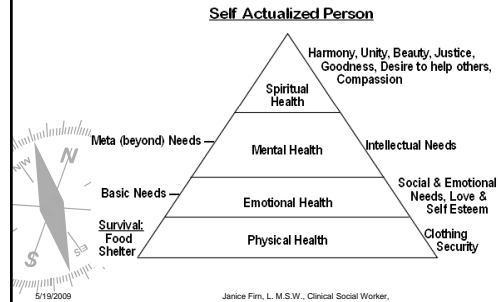 Self Actualized Person
Harmony, Unity, Beauty, Justice,
Goodness, Desire to help others,
Compassion
Spiritual
Health
Meta (beyond) Needs
Mental Health
Intellectual Needs
Basic Needs
Emotional Health
Social & Emotional
Needs, Love &
Self Esteem
Survival:
Food
Shelter
Physical Health
Clothing
Security
N
NW
S
SE
5/19/2009
Janice Firn, L. M.S.W., Clinical Social Worker,